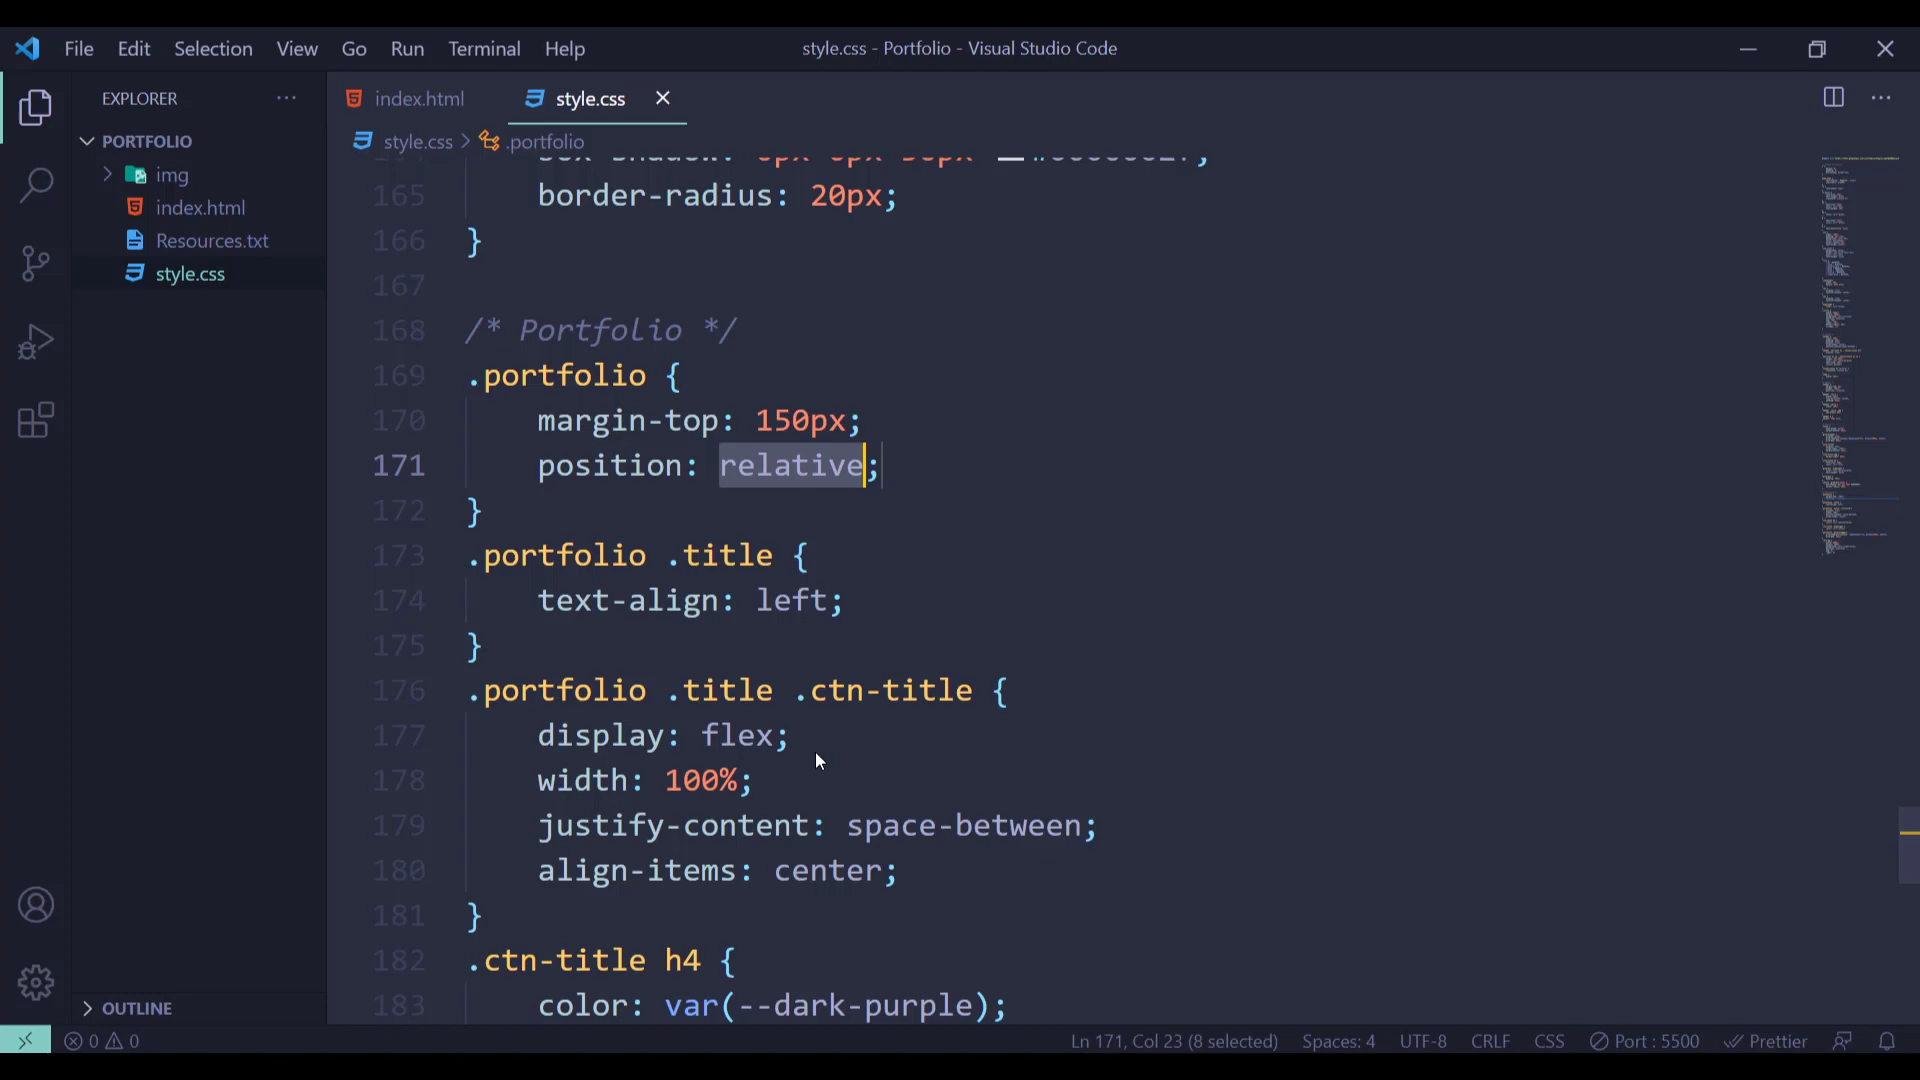 File Edit Selection View Go Run Terminal Help
style.css - Portfolio - Visual Studio Code
EXPLORER
PORTFOLIO
img
index.html
Resources.txt
style.css
OUTLINE
index.html
style.css
style.css > .portfolio
165 border-radius: 20px;
166 }
167
168 /* Portfolio */
169 .portfolio {
170 margin-top: 150px;
171 position: relative;
172 }
173 .portfolio .title {
174 text-align: left;
175 }
176 .portfolio .title .ctn-title {
177 display: flex;
178 width: 100%;
179 justify-content: space-between;
180 align-items: center;
181 }
182 .ctn-title h4 {
183 color: var(--dark-purple);
0 0
Ln 171, Col 23 (8 selected) Spaces: 4 UTF-8 CRLF CSS Port : 5500 Prettier